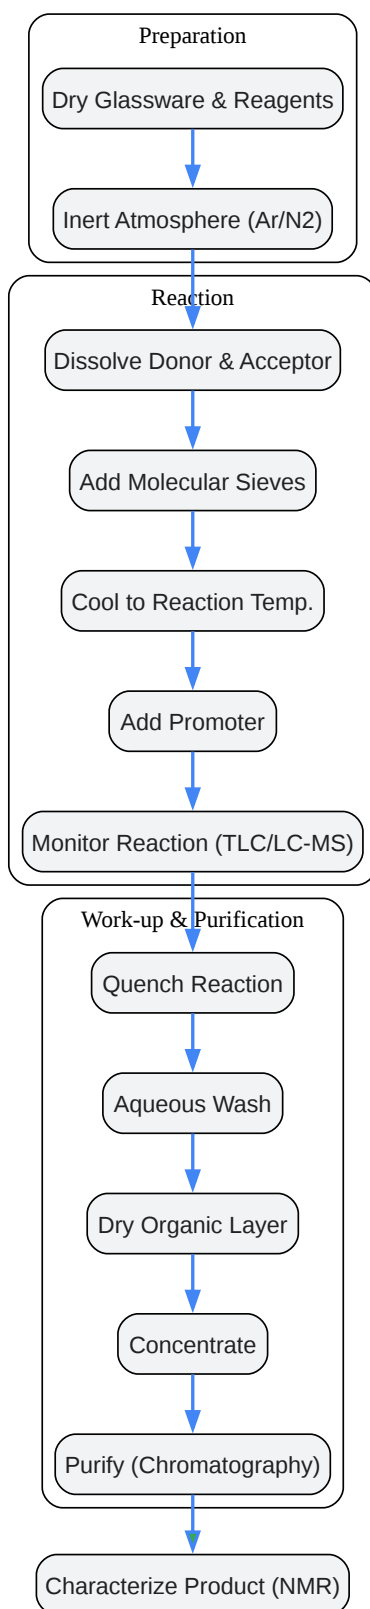 Preparation
Dry Glassware & Reagents
Inert Atmosphere (Ar/N2)
Reaction
Dissolve Donor & Acceptor
Add Molecular Sieves
Cool to Reaction Temp.
Add Promoter
Monitor Reaction (TLC/LC-MS)
Work-up & Purification
Quench Reaction
Aqueous Wash
Dry Organic Layer
Concentrate
Purify (Chromatography)
Characterize Product (NMR)